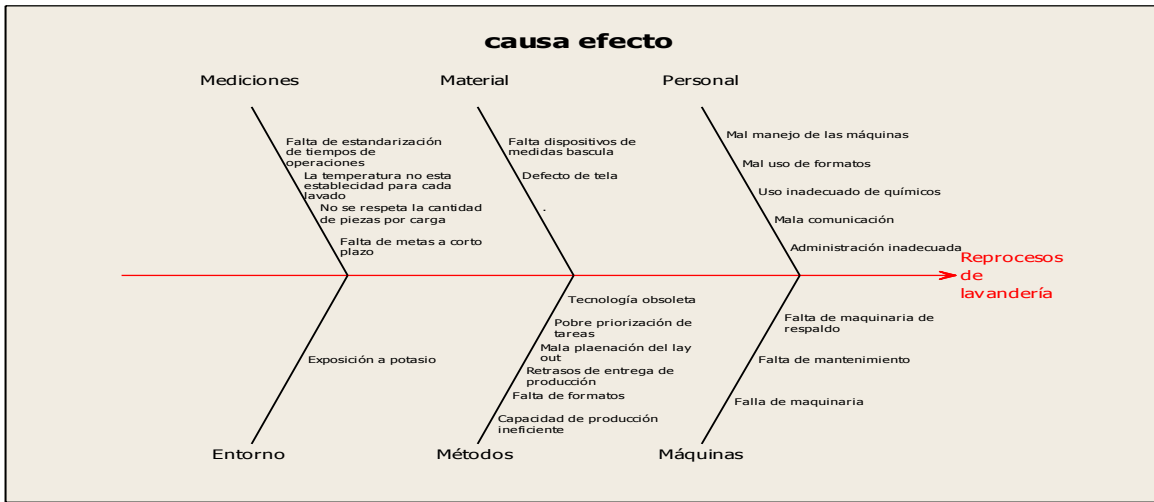 causa efecto
Mediciones
Material
Personal
Falta de estandarización
de tiempos de
operaciones
La temperatura no esta
establecidad para cada
lavado
No se respeta la cantidad
de piezas por carga
Falta de metas a corto
plazo
Falta dispositivos de
medidas bascula
Defecto de tela
.
Mal manejo de las máquinas
Mal uso de formatos
Uso inadecuado de químicos
Mala comunicación
Administración inadecuada
Reprocesos
de
lavandería
Exposición a potasio
Tecnología obsoleta
Pobre priorización de
tareas
Mala plaenación del lay
out
Retrasos de entrega de
producción
Falta de formatos
Capacidad de producción
ineficiente
Falta de maquinaria de
respaldo
Falta de mantenimiento
Falla de maquinaria
Entorno
Métodos
Máquinas